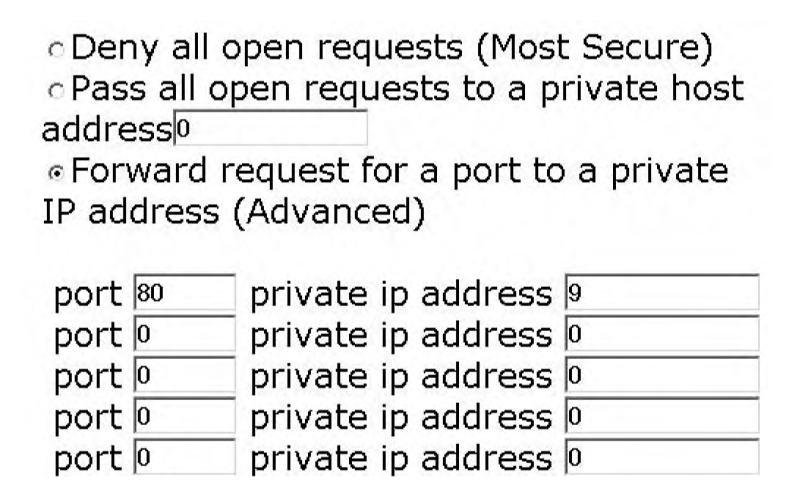 Deny all open requests (Most Secure)
Pass all open requests to a private host
address 0
Forward request for a port to a private
IP address (Advanced)
port 80 private ip address 9
port 0 private ip address 0
port 0 private ip address 0
port 0 private ip address 0
port 0 private ip address 0